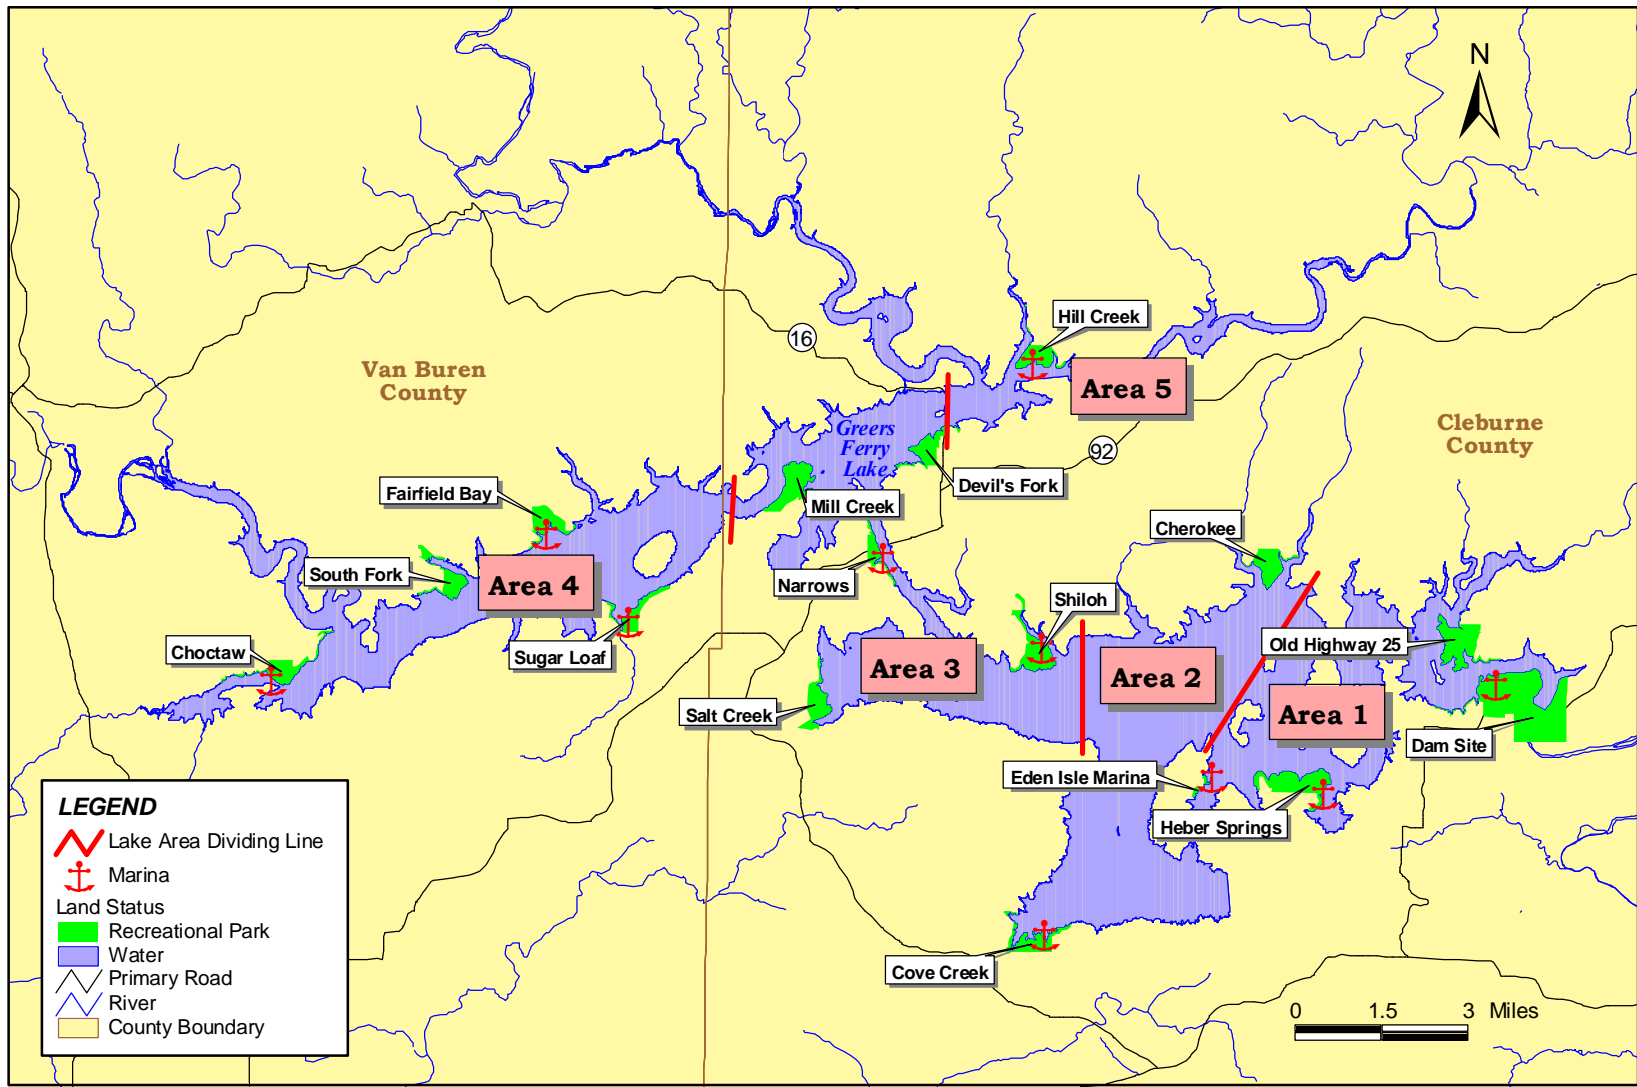 N
Hill Creek
16
Van Buren
County
Area 5
Greers
Ferry
Lake
Cleburne
County
92
Devil's Fork
Fairfield Bay
Mill Creek
Cherokee
South Fork
Area 4
Narrows
Shiloh
Choctaw
Sugar Loaf
Old Highway 25
Area 3
Area 2
Salt Creek
Area 1
Dam Site
Eden Isle Marina
Heber Springs
Cove Creek
LEGEND
Lake Area Dividing Line
Marina
Land Status
Recreational Park
Water
Primary Road
River
County Boundary
0 1.5 3 Miles